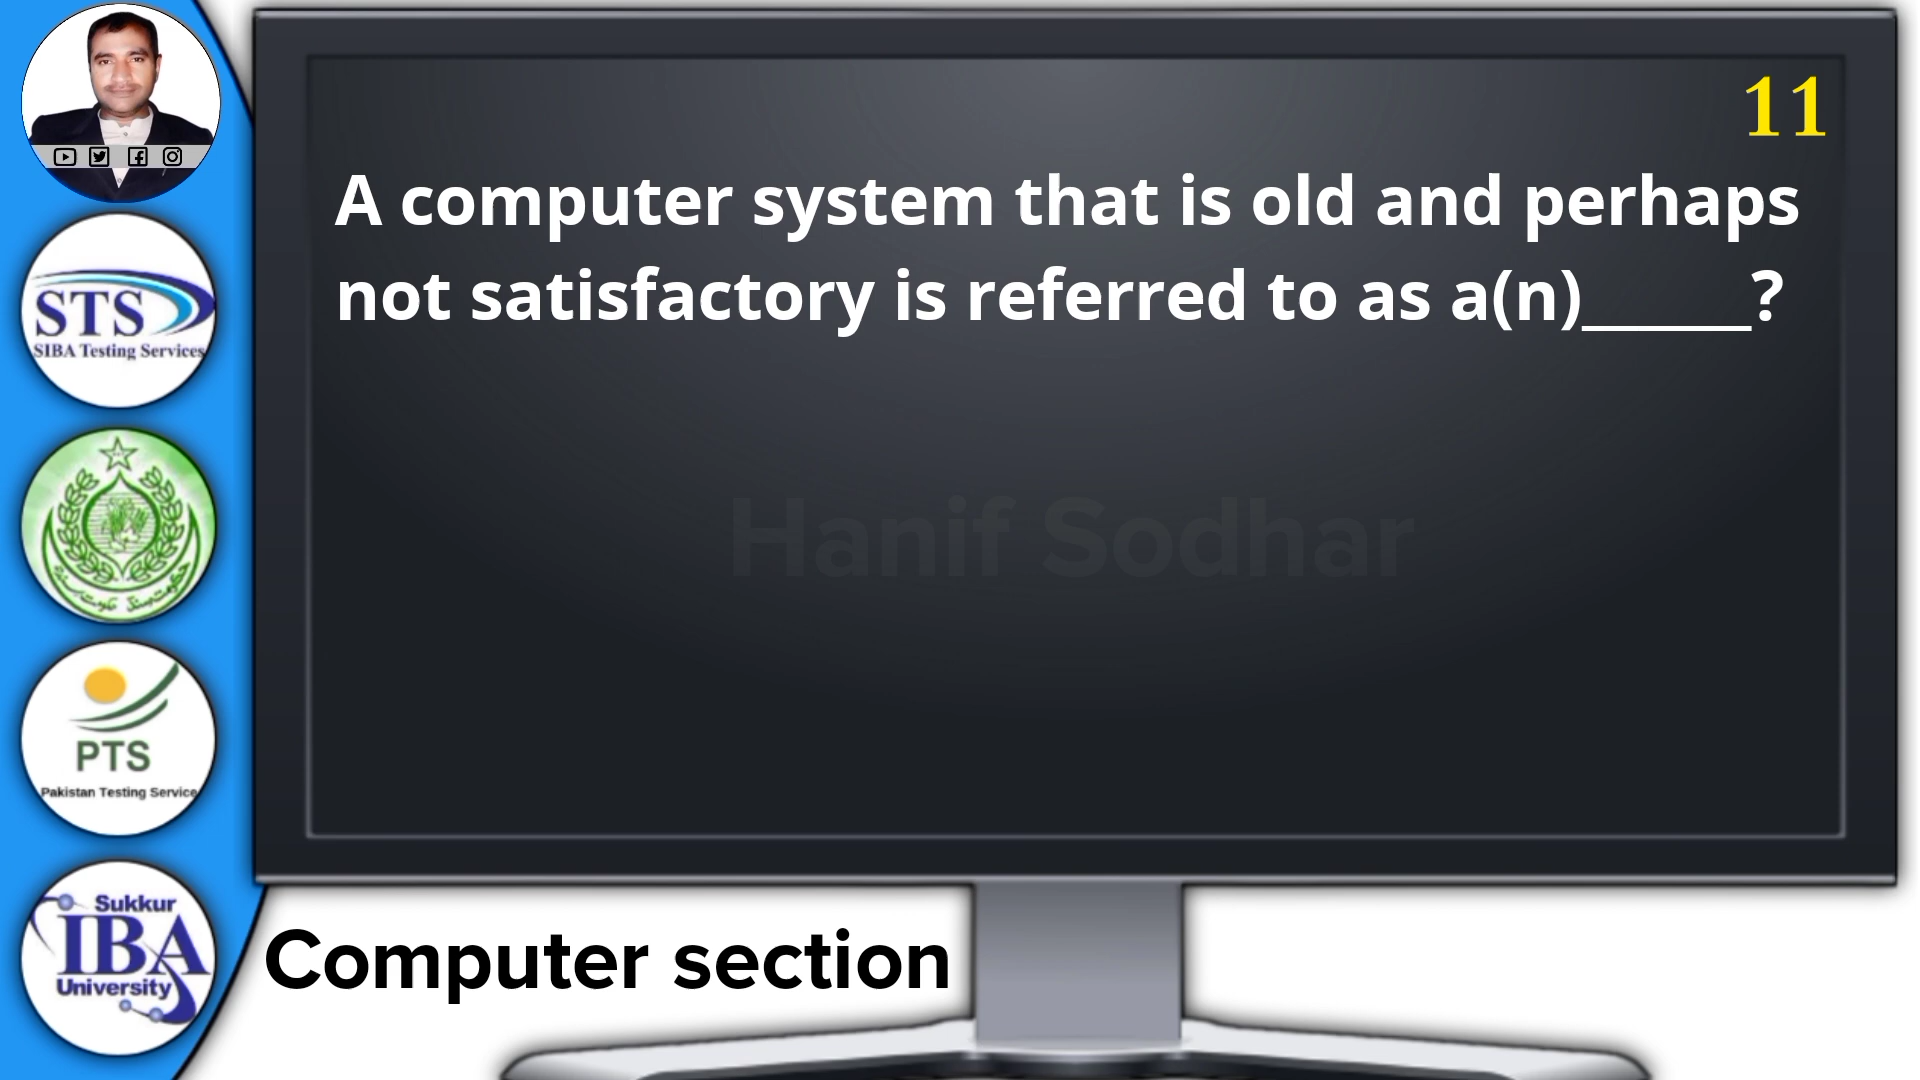 11
A computer system that is old and perhaps
not satisfactory is referred to as a(n)______?
Hanif Sodhar
STS
SIBA Testing Services
PTS
Pakistan Testing Service
Sukkur
IBA
University
Computer section